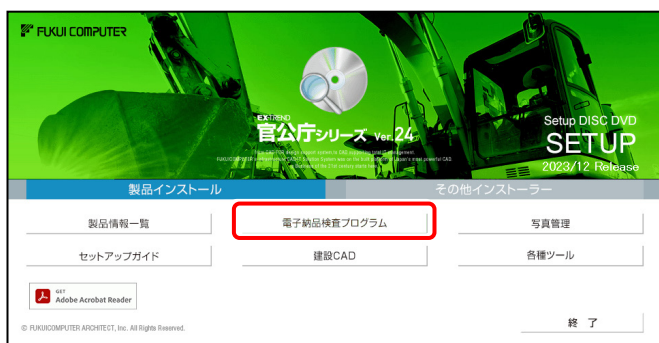 FUKUI COMPUTER
EXTREND
官公庁シリーズ Ver.24
Setup DISC DVD
SETUP
2023/12 Release
製品インストール
その他インストーラー
製品情報一覧
電子納品検査プログラム
写真管理
セットアップガイド
建設CAD
各種ツール
GET
Adobe Acrobat Reader
© FUKUICOMPUTER ARCHITECT, Inc. All Rights Reserved.
終 了